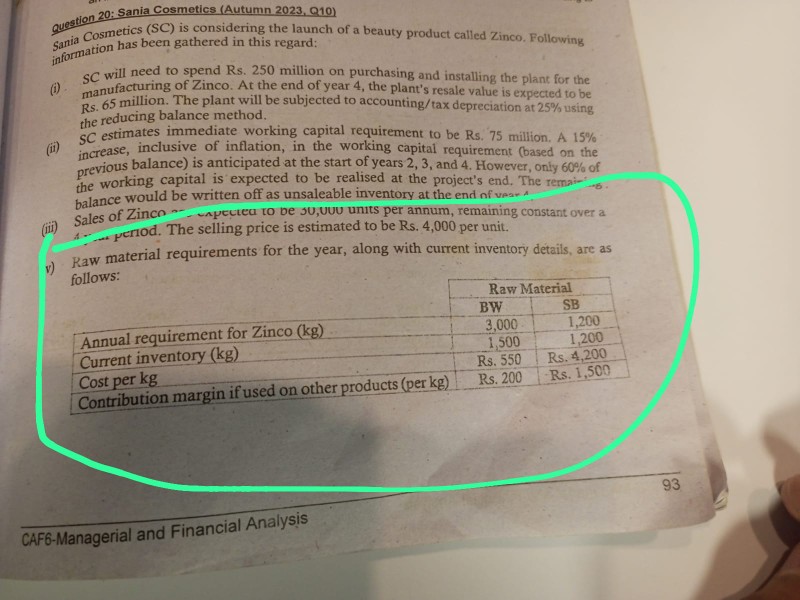 Question 20: Sania Cosmetics (Autumn 2023, Q10)
Sania Cosmetics (SC) is considering the launch of a beauty product called Zinco. Following
information has been gathered in this regard:
(i) SC will need to spend Rs. 250 million on purchasing and installing the plant for the
manufacturing of Zinco. At the end of year 4, the plant's resale value is expected to be
Rs. 65 million. The plant will be subjected to accounting/tax depreciation at 25% using
the reducing balance method.
(ii) SC estimates immediate working capital requirement to be Rs. 75 million. A 15%
increase, inclusive of inflation, in the working capital requirement (based on the
previous balance) is anticipated at the start of years 2, 3, and 4. However, only 60% of
the working capital is expected to be realised at the project's end. The remaining
balance would be written off as unsaleable inventory at the end of year
(iii) Sales of Zinco are expected to be 30,000 units per annum, remaining constant over a
period. The selling price is estimated to be Rs. 4,000 per unit.
v) Raw material requirements for the year, along with current inventory details, are as
follows:
Raw Material
BW SB
Annual requirement for Zinco (kg) 3,000 1,200
Current inventory (kg) 1,500 1,200
Cost per kg Rs. 550 Rs. 4,200
Contribution margin if used on other products (per kg) Rs. 200 Rs. 1,500
93
CAF6-Managerial and Financial Analysis